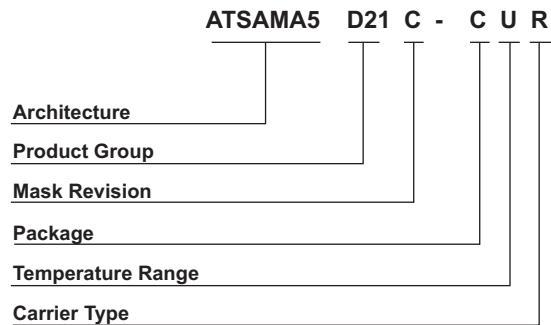 ATSAMA5 D21 C - C U R
Architecture
Product Group
Mask Revision
Package
Temperature Range
Carrier Type